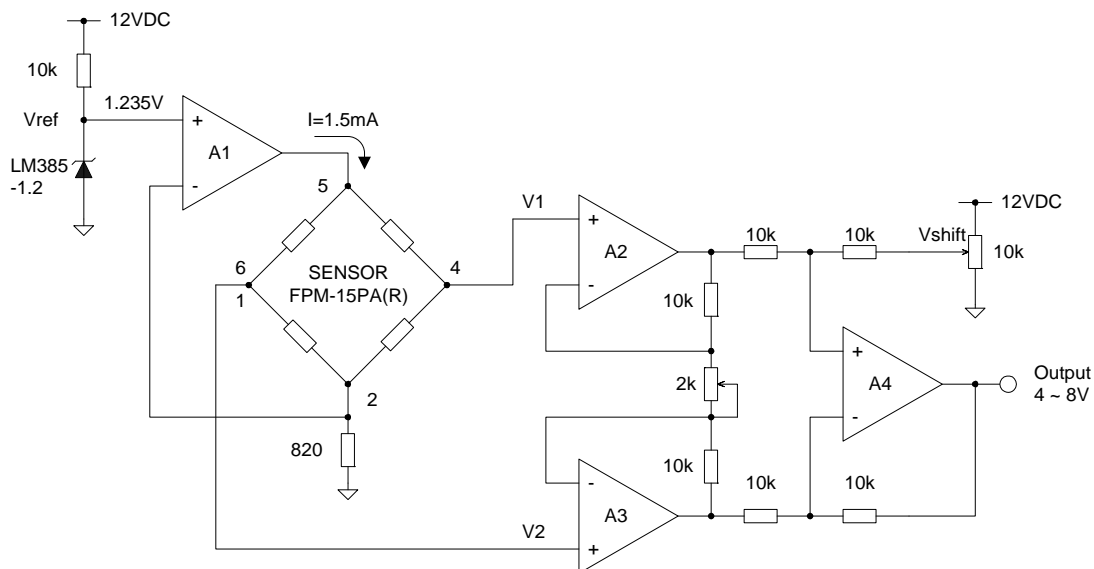 12VDC
10k
1.235V
Vref
LM385
-1.2
+
-
A1
I=1.5mA
5
6
1
4
2
SENSOR
FPM-15PA(R)
820
V1
V2
+
-
A2
10k
10k
Vshift
12VDC
10k
10k
2k
10k
-
+
A3
10k
10k
+
-
A4
Output
4 ~ 8V